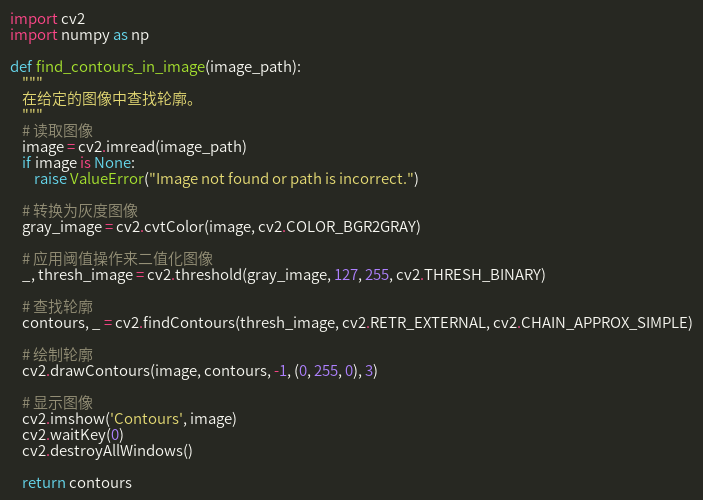 import cv2
import numpy as np

def find_contours_in_image(image_path):
    """
    在给定的图像中查找轮廓。
    """
    # 读取图像
    image = cv2.imread(image_path)
    if image is None:
        raise ValueError("Image not found or path is incorrect.")

    # 转换为灰度图像
    gray_image = cv2.cvtColor(image, cv2.COLOR_BGR2GRAY)

    # 应用阈值操作来二值化图像
    _, thresh_image = cv2.threshold(gray_image, 127, 255, cv2.THRESH_BINARY)

    # 查找轮廓
    contours, _ = cv2.findContours(thresh_image, cv2.RETR_EXTERNAL, cv2.CHAIN_APPROX_SIMPLE)

    # 绘制轮廓
    cv2.drawContours(image, contours, -1, (0, 255, 0), 3)

    # 显示图像
    cv2.imshow('Contours', image)
    cv2.waitKey(0)
    cv2.destroyAllWindows()

    return contours